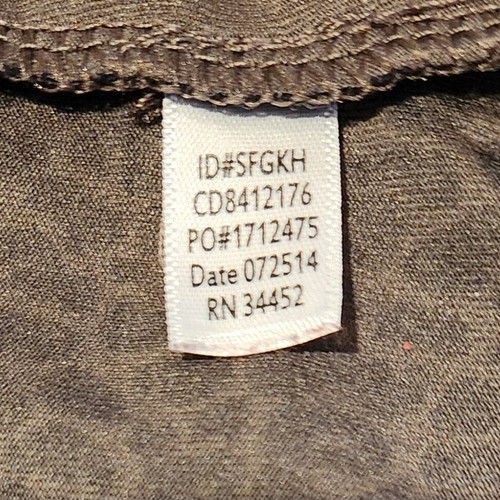 ID#SFGKH
CD8412176
PO#1712475
Date 072514
RN 34452